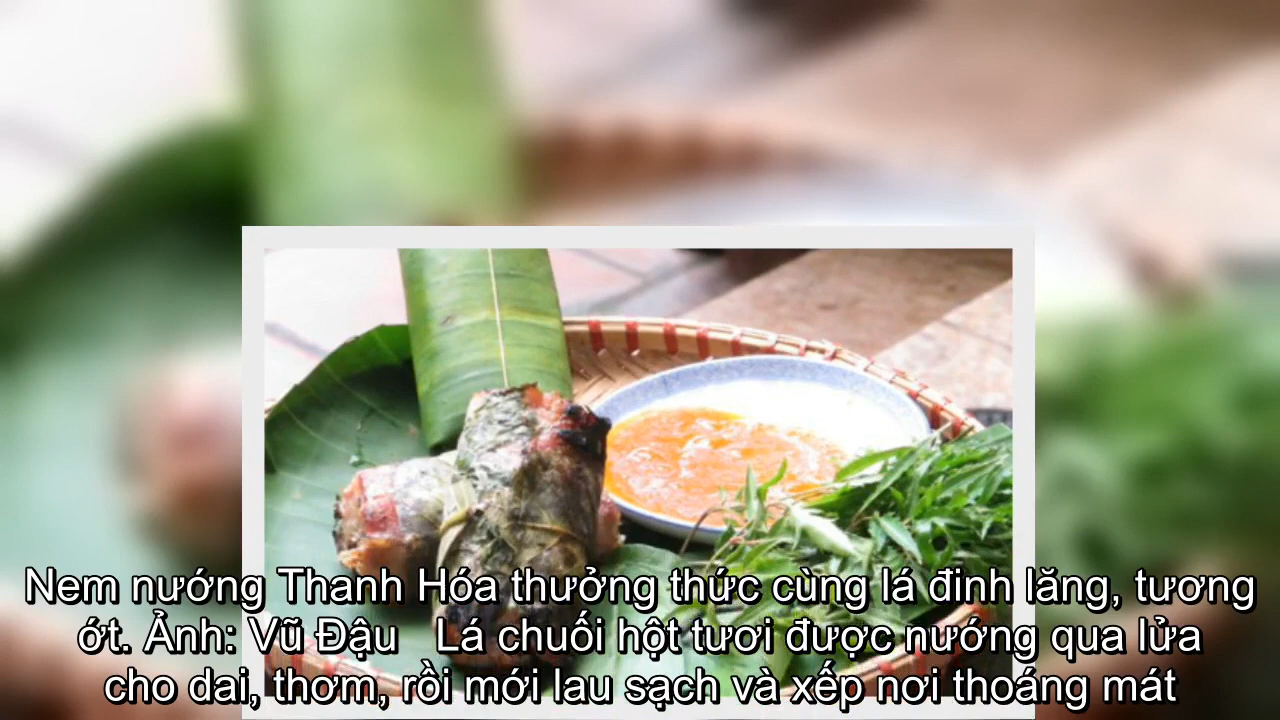 Nem nướng Thanh Hóa thưởng thức cùng lá đinh lăng, tương
ớt. Ảnh: Vũ Đậu   Lá chuối hột tươi được nướng qua lửa
cho dai, thơm, rồi mới lau sạch và xếp nơi thoáng mát